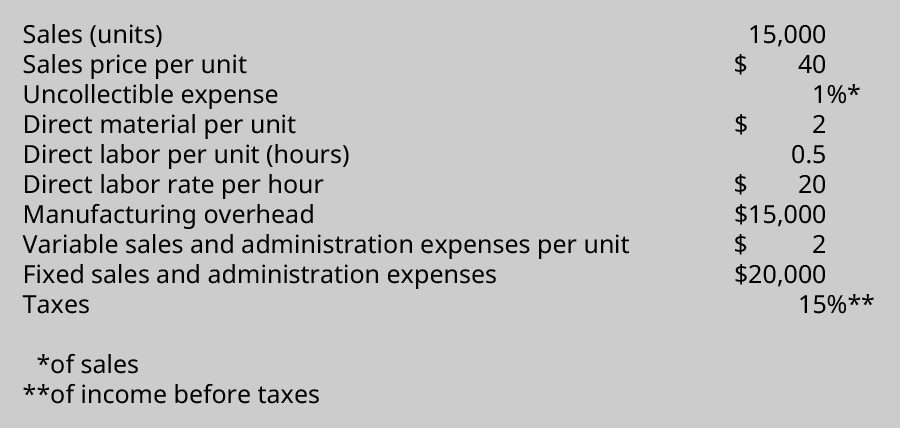 Sales (units) 15,000
Sales price per unit $ 40
Uncollectible expense 1%*
Direct material per unit $ 2
Direct labor per unit (hours) 0.5
Direct labor rate per hour $ 20
Manufacturing overhead $15,000
Variable sales and administration expenses per unit $ 2
Fixed sales and administration expenses $20,000
Taxes 15%**
*of sales
**of income before taxes